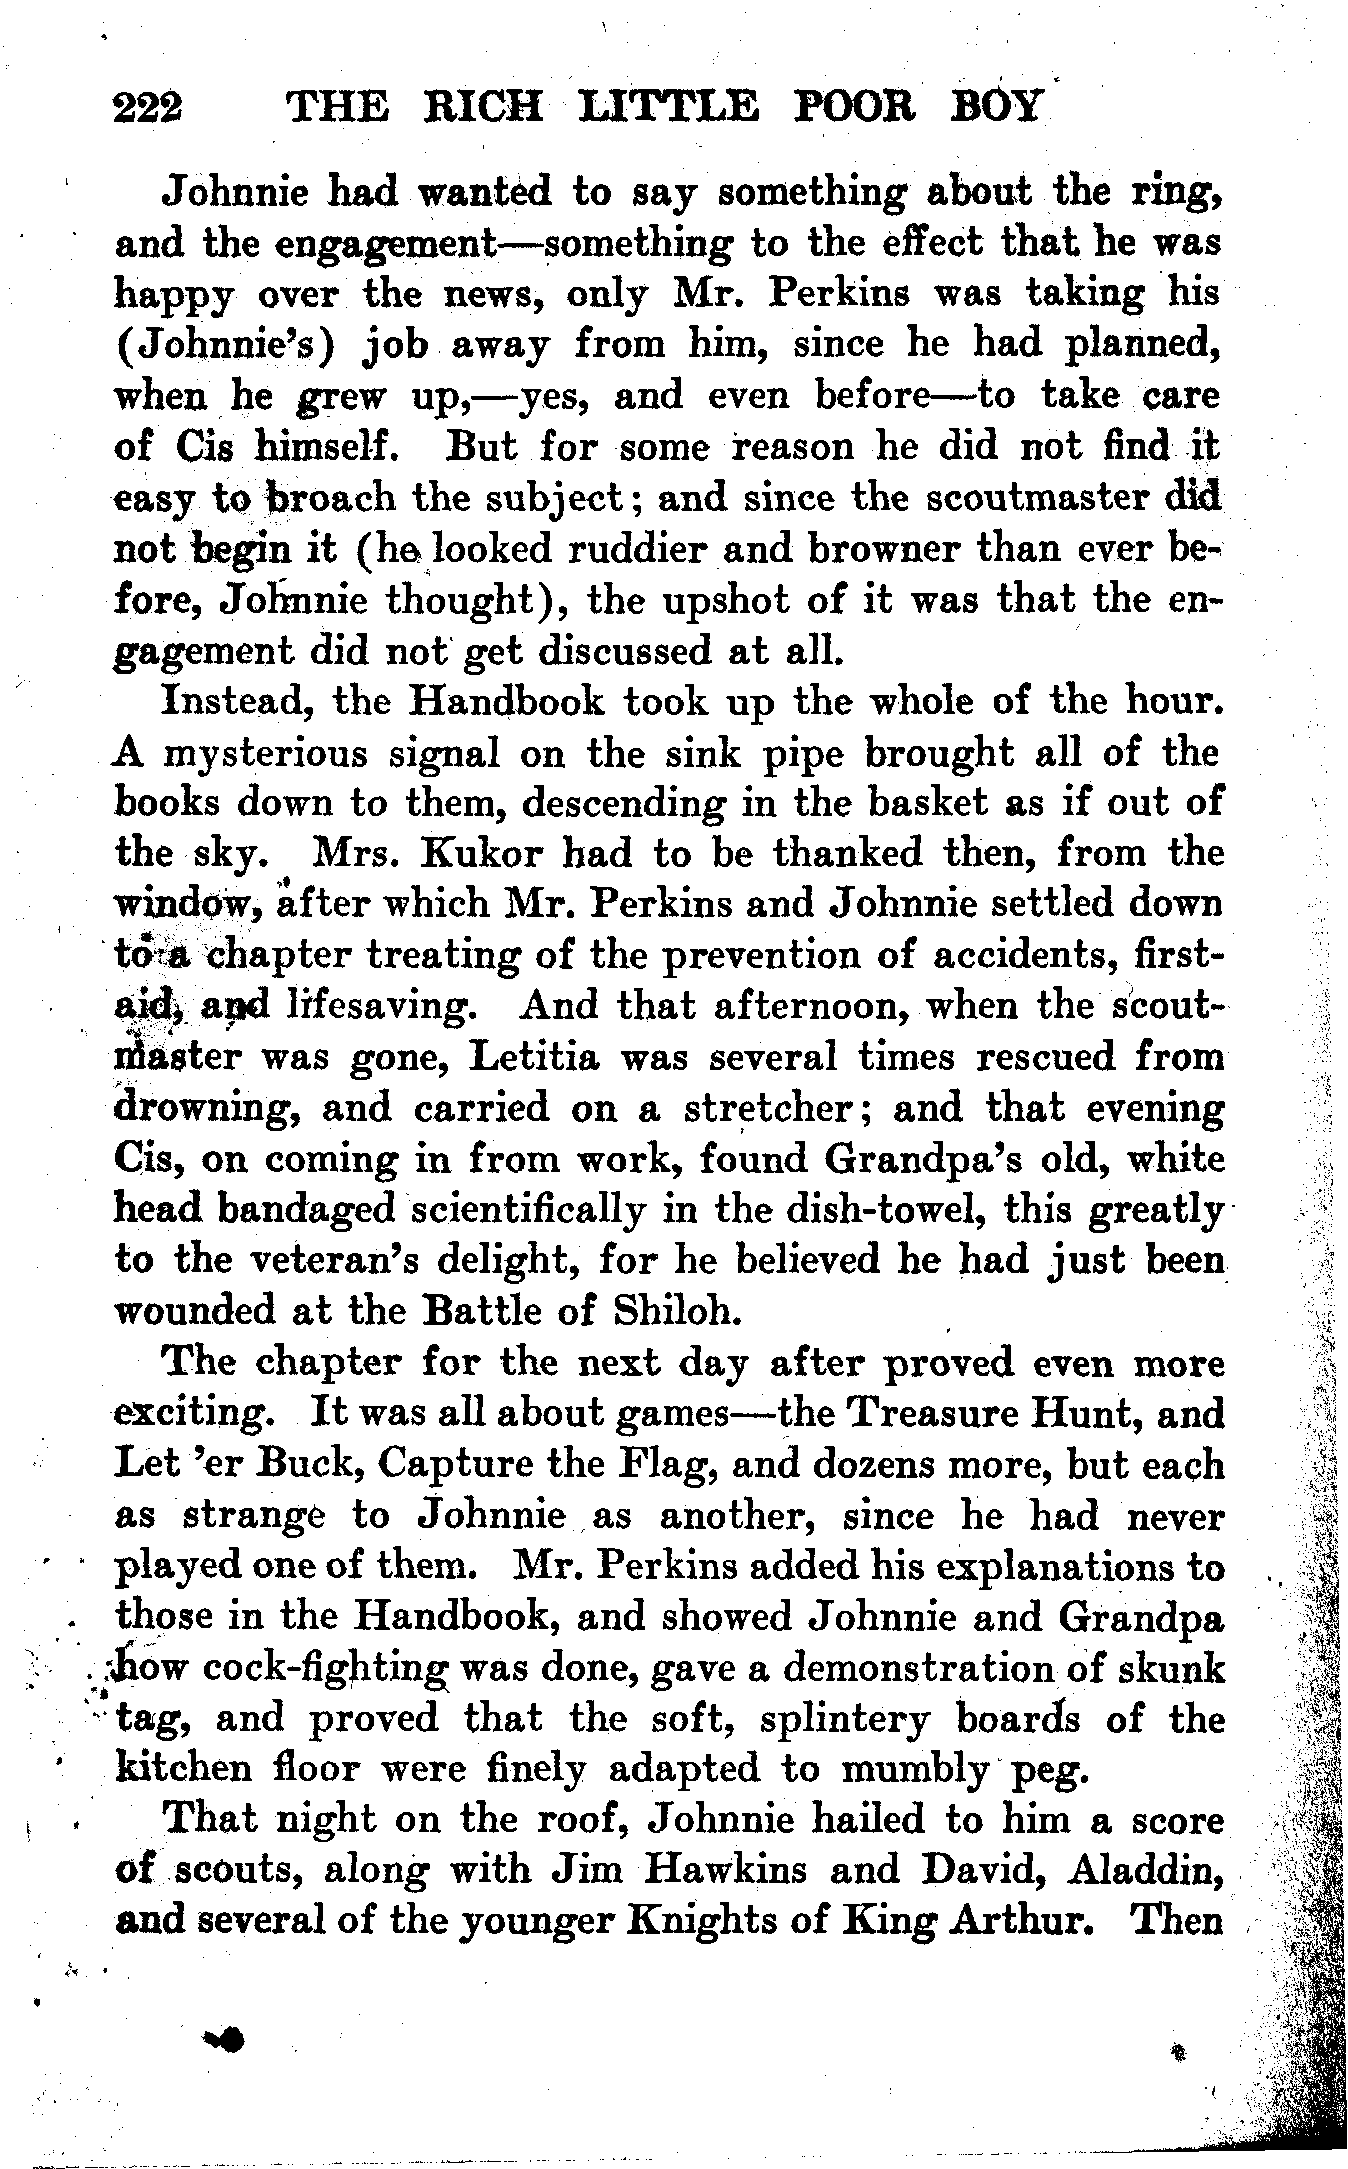 222 THE RICH LITTLE POOR BOY
Johnnie had wanted to say something about the ring,
and the engagement—something to the effect that he was
happy over the news, only Mr. Perkins was taking his
(Johnnie's) job away from him, since he had planned,
when he grew up,—yes, and even before—to take care
of Cis himself. But for some reason he did not find it
easy to broach the subject; and since the scoutmaster did
not begin it (he looked ruddier and browner than ever be-
fore, Johnnie thought), the upshot of it was that the en-
gagement did not get discussed at all.
Instead, the Handbook took up the whole of the hour.
A mysterious signal on the sink pipe brought all of the
books down to them, descending in the basket as if out of
the sky. Mrs. Kukor had to be thanked then, from the
window, after which Mr. Perkins and Johnnie settled down
to a chapter treating of the prevention of accidents, first-
aid, and lifesaving. And that afternoon, when the scout-
master was gone, Letitia was several times rescued from
drowning, and carried on a stretcher; and that evening
Cis, on coming in from work, found Grandpa's old, white
head bandaged scientifically in the dish-towel, this greatly
to the veteran's delight, for he believed he had just been
wounded at the Battle of Shiloh.
The chapter for the next day after proved even more
exciting. It was all about games—the Treasure Hunt, and
Let 'er Buck, Capture the Flag, and dozens more, but each
as strange to Johnnie as another, since he had never
played one of them. Mr. Perkins added his explanations to
those in the Handbook, and showed Johnnie and Grandpa
how cock-fighting was done, gave a demonstration of skunk
tag, and proved that the soft, splintery boards of the
kitchen floor were finely adapted to mumbly peg.
That night on the roof, Johnnie hailed to him a score
of scouts, along with Jim Hawkins and David, Aladdin,
and several of the younger Knights of King Arthur. Then